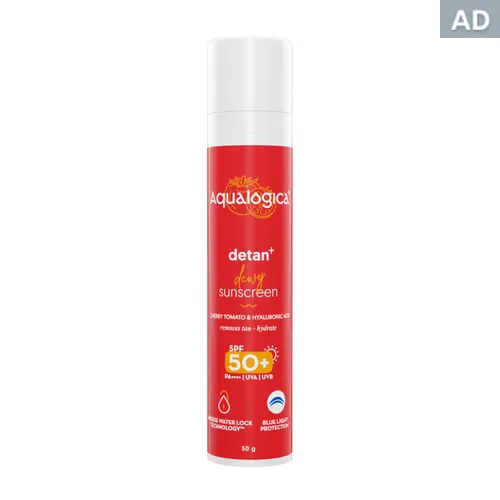 AD
Aqualogica
detan+
dewy
sunscreen
CHERRY TOMATO & HYALURONIC ACID
removes tan + hydrate
SPF
50+
PA++++ | UVA | UVB
WATER LOCK
TECHNOLOGY™
BLUE LIGHT
PROTECTION
50 g